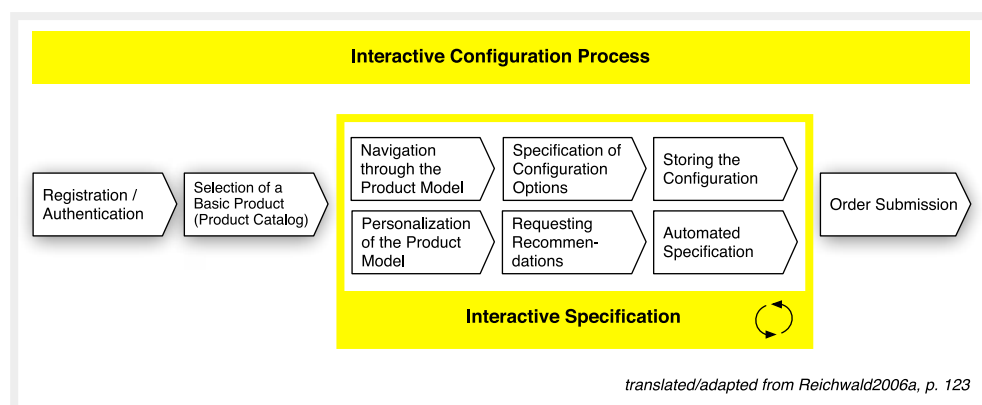 Interactive Configuration Process
Registration /
Authentication
Selection of a
Basic Product
(Product Catalog)
Navigation
through the
Product Model
Specification of
Configuration
Options
Storing the
Configuration
Personalization
of the Product
Model
Requesting
Recommen-
dations
Automated
Specification
Interactive Specification
Order Submission
translated/adapted from Reichwald2006a, p. 123